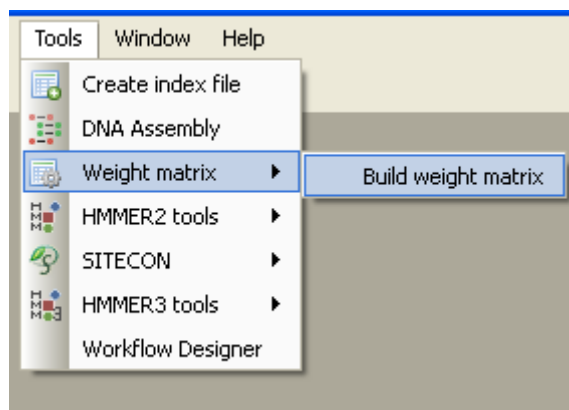 Tools Window Help
Create index file
DNA Assembly
Weight matrix Build weight matrix
HMMER2 tools
SITECON
HMMER3 tools
Workflow Designer